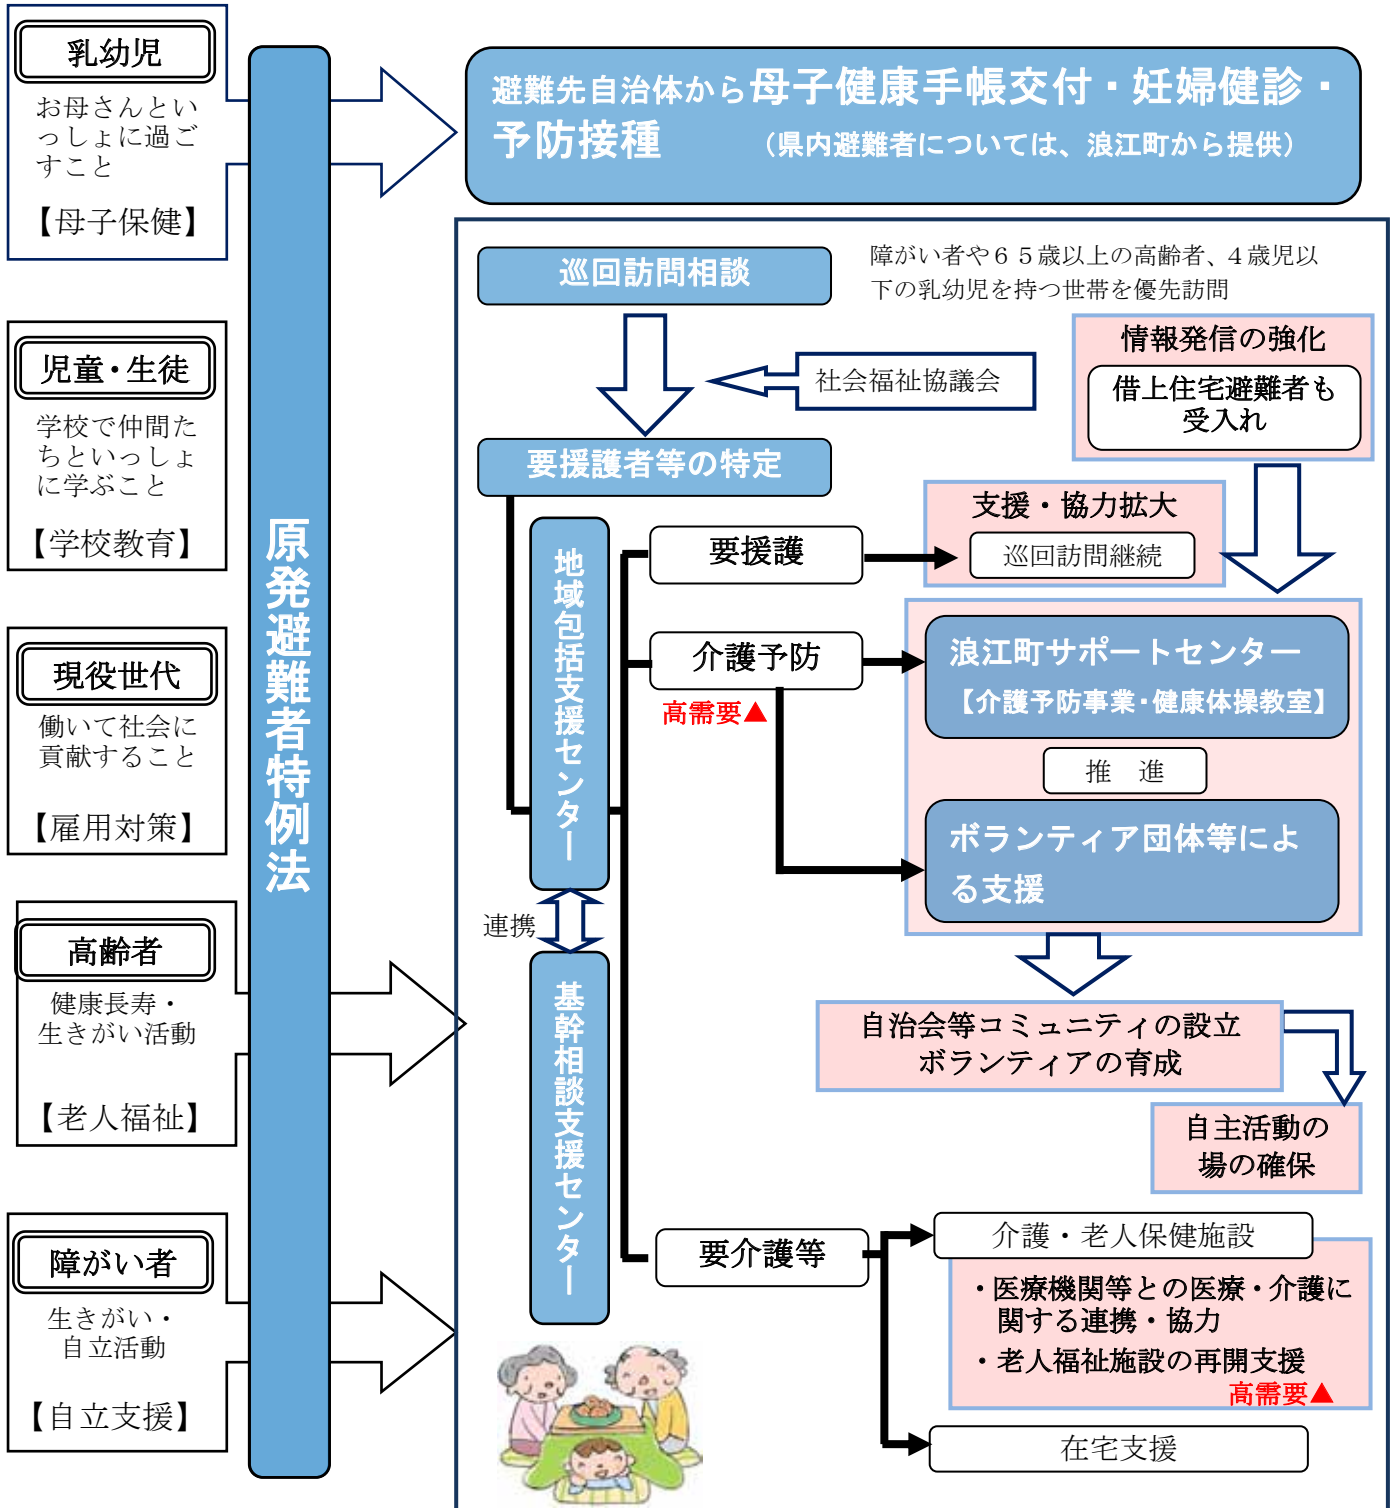 乳幼児
お母さんとい
っしょに過ご
すこと
【母子保健】
児童・生徒
学校で仲間た
ちといっしょ
に学ぶこと
【学校教育】
現役世代
働いて社会に
貢献すること
【雇用対策】
高齢者
健康長寿・
生きがい活動
【老人福祉】
障がい者
生きがい・
自立活動
【自立支援】
原発避難者特例法
避難先自治体から母子健康手帳交付・妊婦健診・
予防接種　（県内避難者については、浪江町から提供）
巡回訪問相談
障がい者や６５歳以上の高齢者、４歳児以
下の乳幼児を持つ世帯を優先訪問
社会福祉協議会
情報発信の強化
借上住宅避難者も
受入れ
要援護者等の特定
地域包括支援センター
連携
基幹相談支援センター
要援護
支援・協力拡大
巡回訪問継続
介護予防
高需要▲
浪江町サポートセンター
【介護予防事業・健康体操教室】
推　進
ボランティア団体等によ
る支援
自治会等コミュニティの設立
ボランティアの育成
自主活動の
場の確保
要介護等
介護・老人保健施設
・医療機関等との医療・介護に
関する連携・協力
・老人福祉施設の再開支援
高需要▲
在宅支援